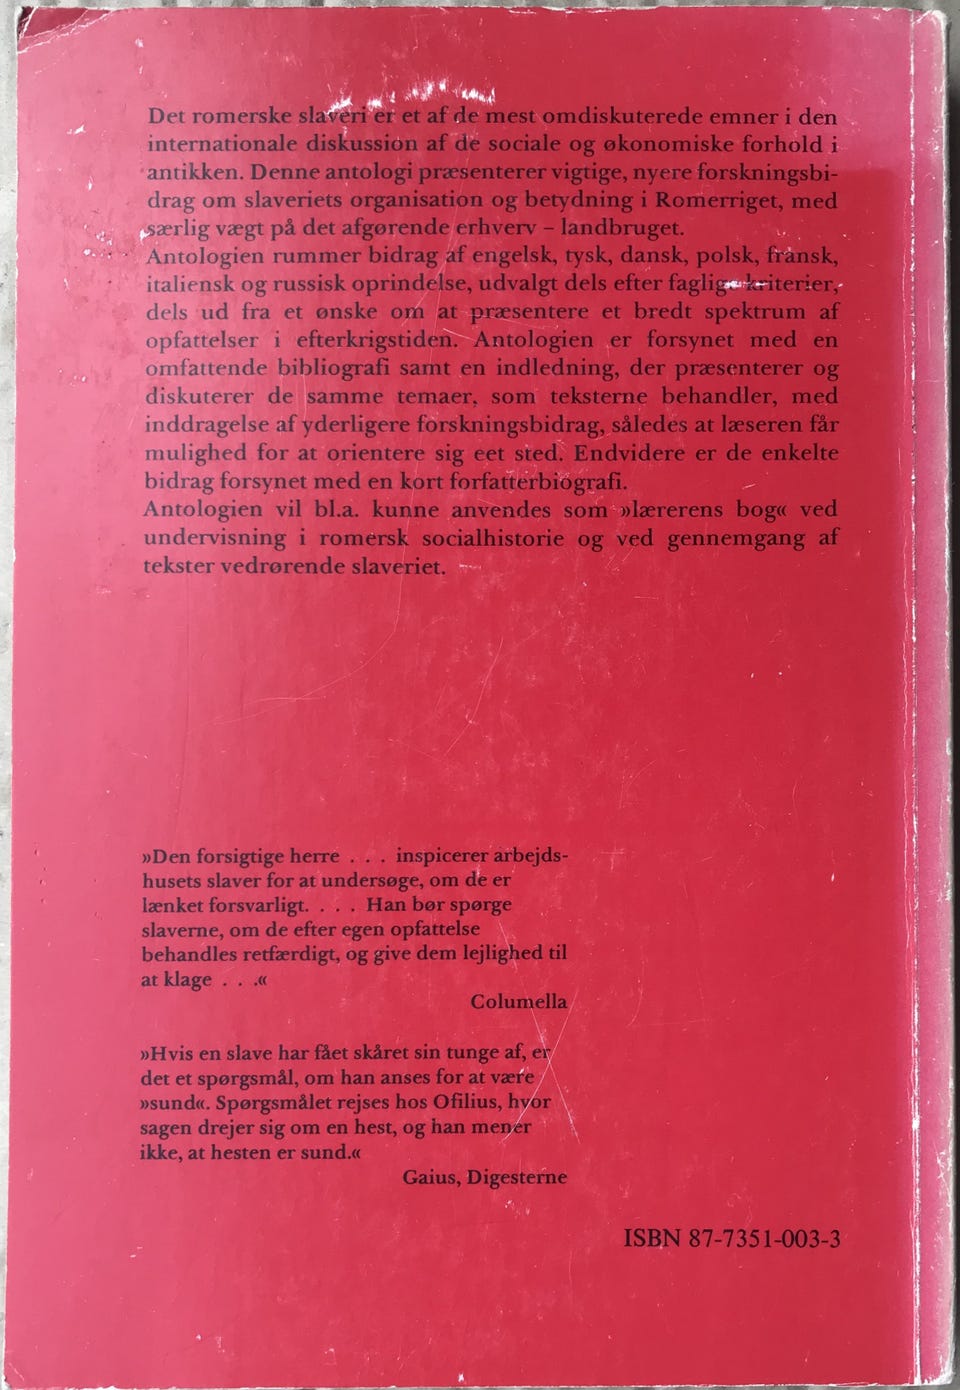 Det romerske slaveri er et af de mest omdiskuterede emner i den
internationale diskussion af de sociale og økonomiske forhold i
antikken. Denne antologi præsenterer vigtige, nyere forskningsbi-
drag om slaveriets organisation og betydning i Romerriget, med
særlig vægt på det afgørende erhverv – landbruget.
Antologien rummer bidrag af engelsk, tysk, dansk, polsk, fransk,
italiensk og russisk oprindelse, udvalgt dels efter faglige kriterier,
dels ud fra et ønske om at præsentere et bredt spektrum af
opfattelser i efterkrigstiden. Antologien er forsynet med en
omfattende bibliografi samt en indledning, der præsenterer og
diskuterer de samme temaer, som teksterne behandler, med
inddragelse af yderligere forskningsbidrag, således at læseren får
mulighed for at orientere sig eet sted. Endvidere er de enkelte
bidrag forsynet med en kort forfatterbiografi.
Antologien vil bl.a. kunne anvendes som »lærerens bog« ved
undervisning i romersk socialhistorie og ved gennemgang af
tekster vedrørende slaveriet.
»Den forsigtige herre . . . inspicerer arbejds-
husets slaver for at undersøge, om de er
lænket forsvarligt. . . . Han bør spørge
slaverne, om de efter egen opfattelse
behandles retfærdigt, og give dem lejlighed til
at klage . . .«
Columella
»Hvis en slave har fået skåret sin tunge af, er
det et spørgsmål, om han anses for at være
»sund«. Spørgsmålet rejses hos Ofilius, hvor
sagen drejer sig om en hest, og han mener
ikke, at hesten er sund.«
Gaius, Digesterne
ISBN 87-7351-003-3